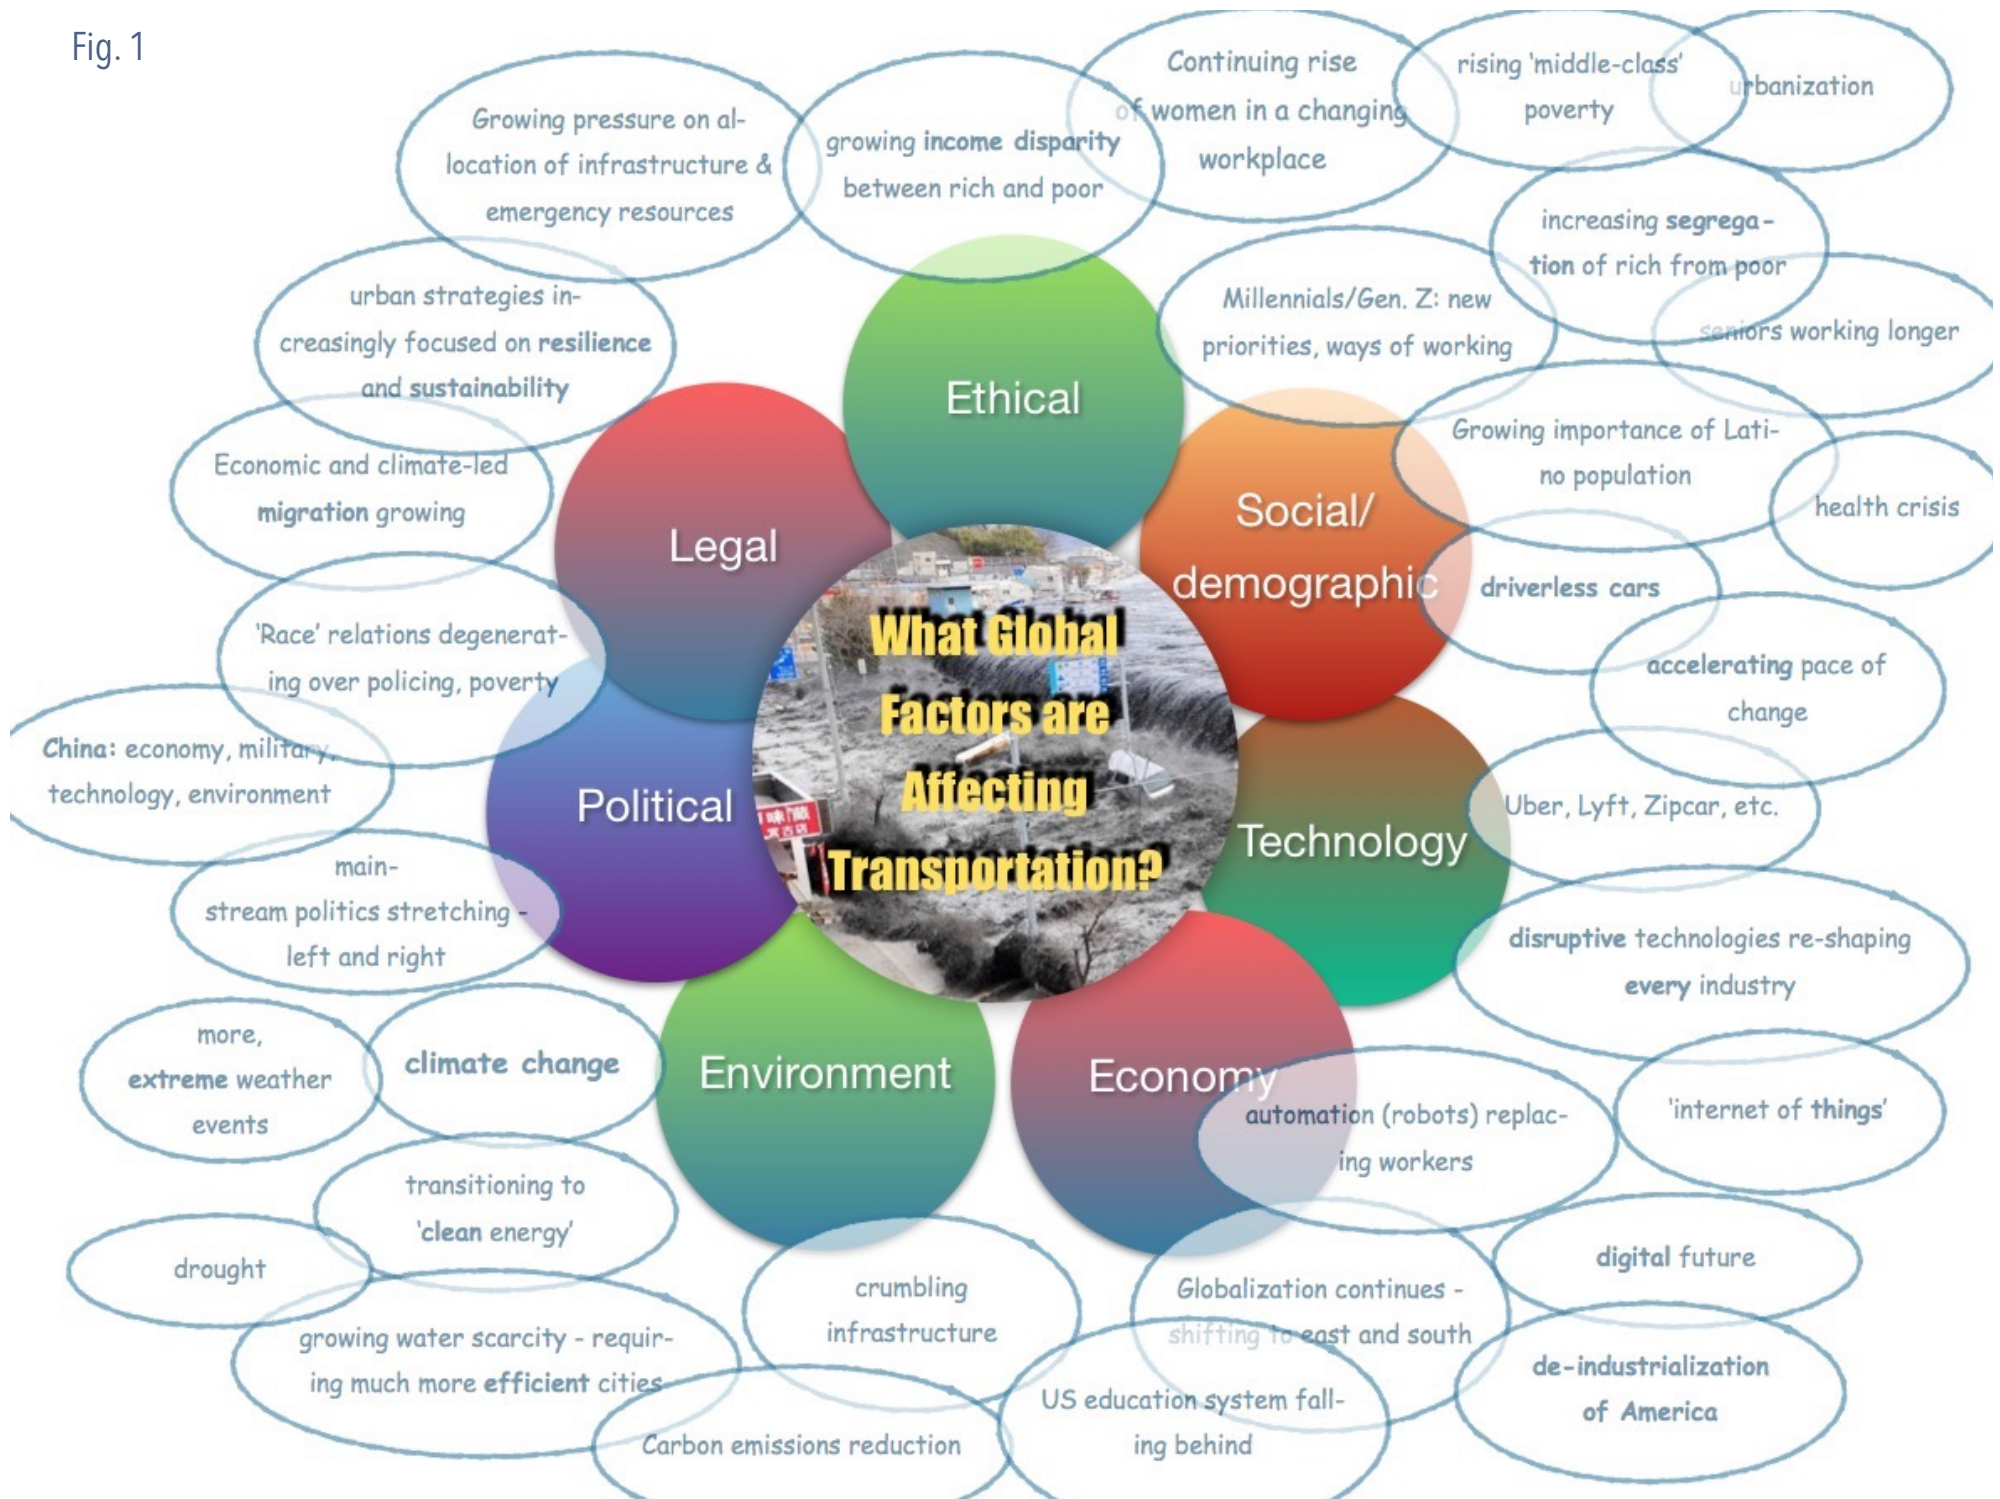 Fig. 1
Growing pressure on al-
location of infrastructure &
emergency resources
growing income disparity
between rich and poor
Continuing rise
of women in a changing
workplace
rising ‘middle-class’
poverty
urbanization
increasing segrega-
tion of rich from poor
Millennials/Gen. Z: new
priorities, ways of working
seniors working longer
urban strategies in-
creasingly focused on resilience
and sustainability
Ethical
Growing importance of Lati-
no population
Economic and climate-led
migration growing
Legal
Social/
demographic
health crisis
driverless cars
‘Race’ relations degenerat-
ing over policing, poverty
What Global
Factors are
Affecting
Transportation?
accelerating pace of
change
China: economy, military,
technology, environment
Political
Technology
Uber, Lyft, Zipcar, etc.
main-
stream politics stretching -
left and right
disruptive technologies re-shaping
every industry
more,
extreme weather
events
climate change
Environment
Economy
automation (robots) replac-
ing workers
‘internet of things’
transitioning to
‘clean energy’
drought
crumbling
infrastructure
Globalization continues -
shifting to east and south
digital future
growing water scarcity - requir-
ing much more efficient cities
de-industrialization
of America
Carbon emissions reduction
US education system fall-
ing behind